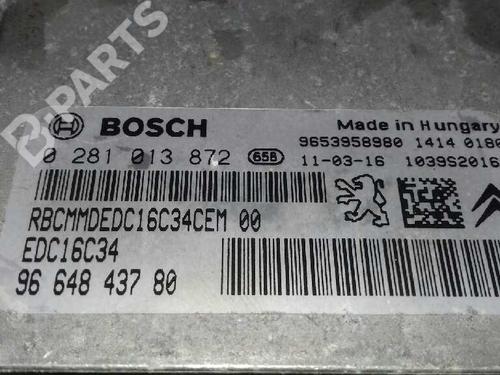 B-PARTS
BOSCH
Made in Hungary
9653958980 1414 0180
0 281 013 872 658
11-03-16 1039S2016
RBCMMDEDC16C34CEM 00
EDC16C34
96 648 437 80